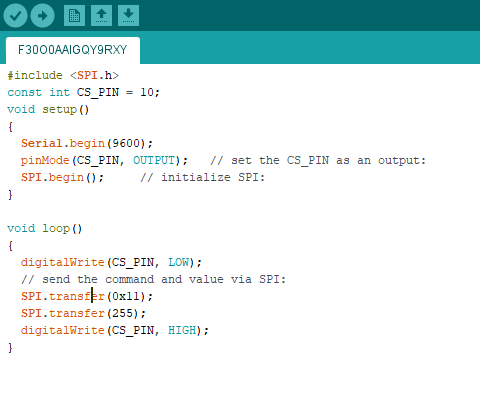 F30O0AAIGQY9RXY
#include <SPI.h>
const int CS_PIN = 10;
void setup()
{
  Serial.begin(9600);
  pinMode(CS_PIN, OUTPUT);   // set the CS_PIN as an output:
  SPI.begin();     // initialize SPI:
}

void loop()
{
  digitalWrite(CS_PIN, LOW);
  // send the command and value via SPI:
  SPI.transfer(0x11);
  SPI.transfer(255);
  digitalWrite(CS_PIN, HIGH);
}